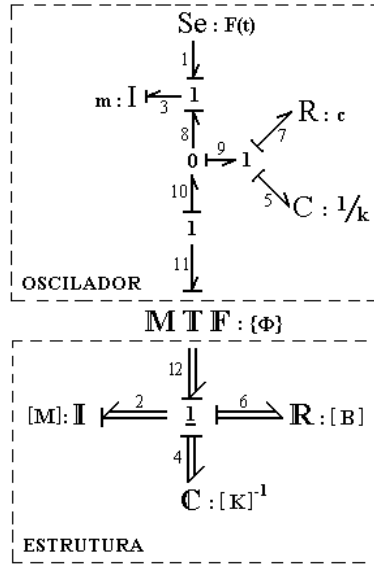 Se : F(t)
1
m : I 3 1
8
0 9 1
7 R : c
5 C : 1/k
10
1
11
OSCILADOR
M T F : {Φ}
12
[M] : I 2 1 6 R : [B]
4
C : [K]⁻¹
ESTRUTURA